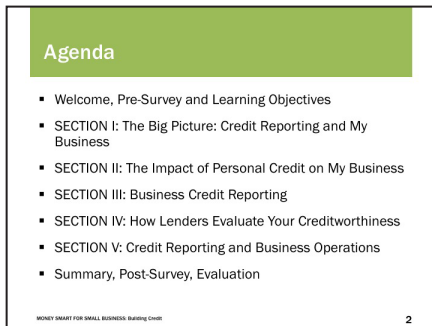 Agenda
▪ Welcome, Pre-Survey and Learning Objectives
▪ SECTION I: The Big Picture: Credit Reporting and My
Business
▪ SECTION II: The Impact of Personal Credit on My Business
▪ SECTION III: Business Credit Reporting
▪ SECTION IV: How Lenders Evaluate Your Creditworthiness
▪ SECTION V: Credit Reporting and Business Operations
▪ Summary, Post-Survey, Evaluation
MONEY SMART FOR SMALL BUSINESS: Building Credit
2